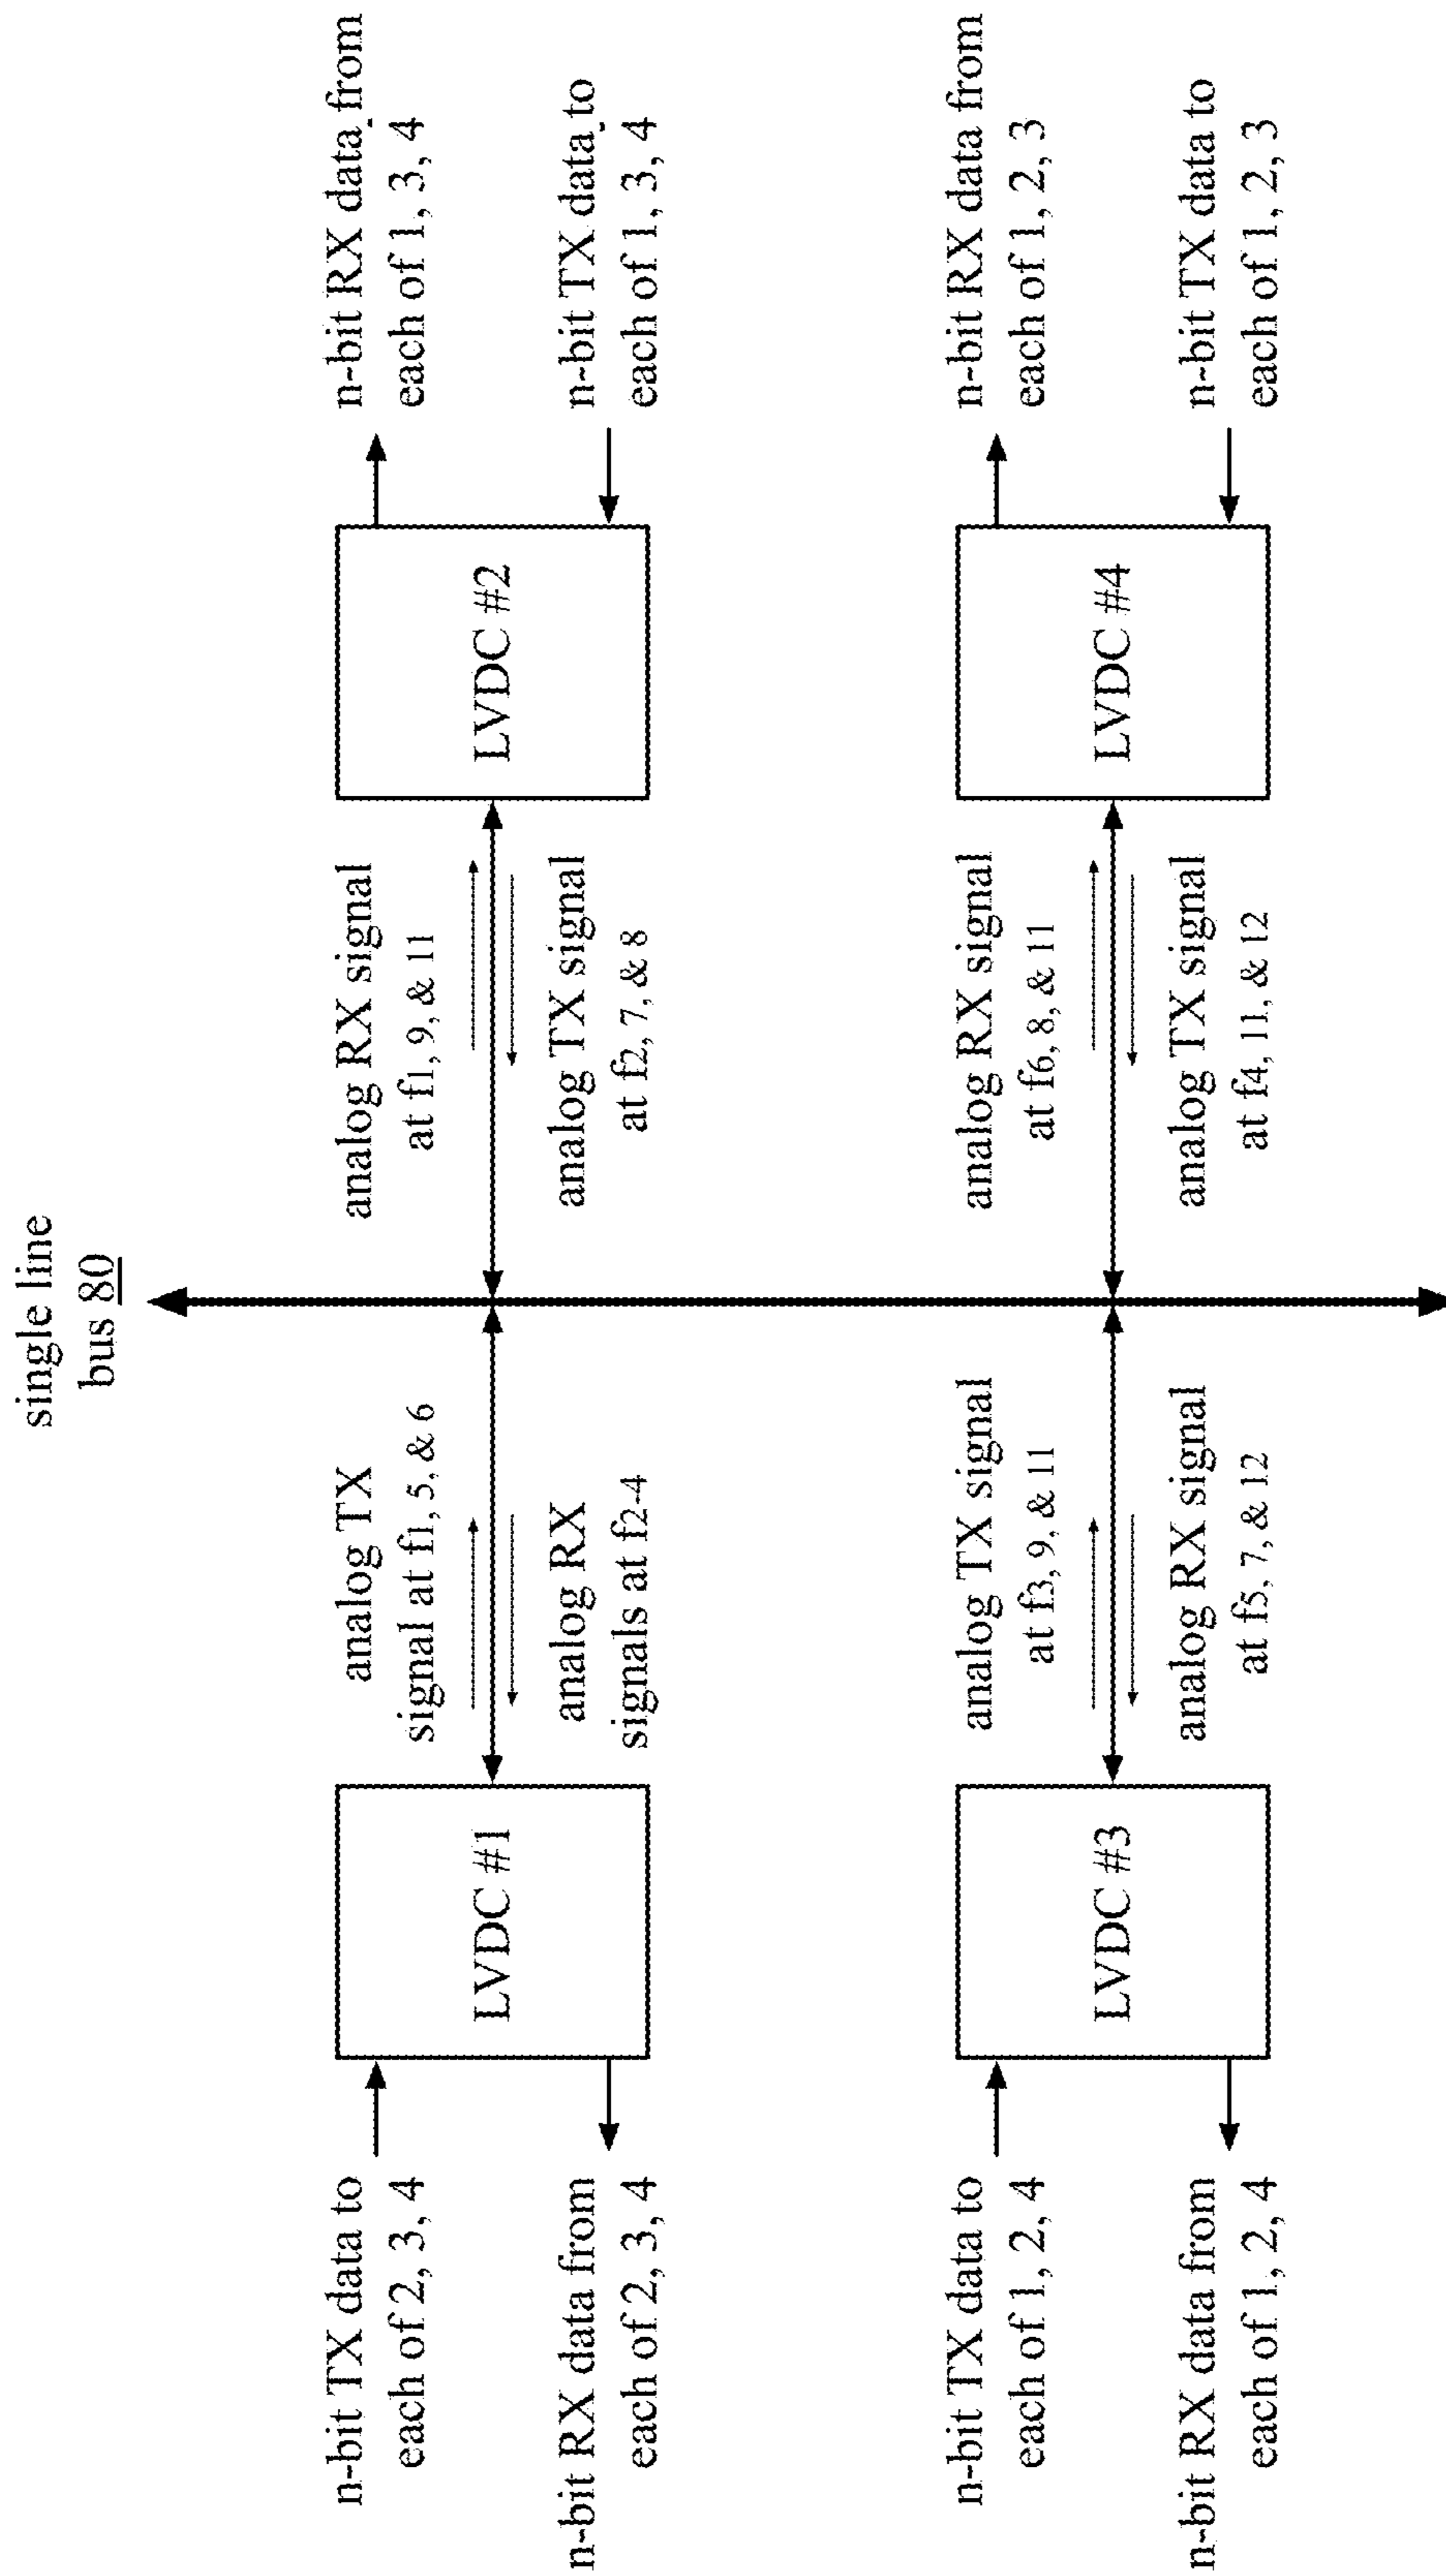 single line
bus 80
n-bit TX data to
each of 2, 3, 4
n-bit RX data from
each of 2, 3, 4
LVDC #1
analog TX
signal at f1, 5, & 6
analog RX
signals at f2-4
analog RX signal
at f1, 9, & 11
analog TX signal
at f2, 7, & 8
LVDC #2
n-bit RX data from
each of 1, 3, 4
n-bit TX data to
each of 1, 3, 4
n-bit TX data to
each of 1, 2, 4
n-bit RX data from
each of 1, 2, 4
LVDC #3
analog TX signal
at f3, 9, & 11
analog RX signal
at f5, 7, & 12
analog RX signal
at f6, 8, & 11
analog TX signal
at f4, 11, & 12
LVDC #4
n-bit RX data from
each of 1, 2, 3
n-bit TX data to
each of 1, 2, 3